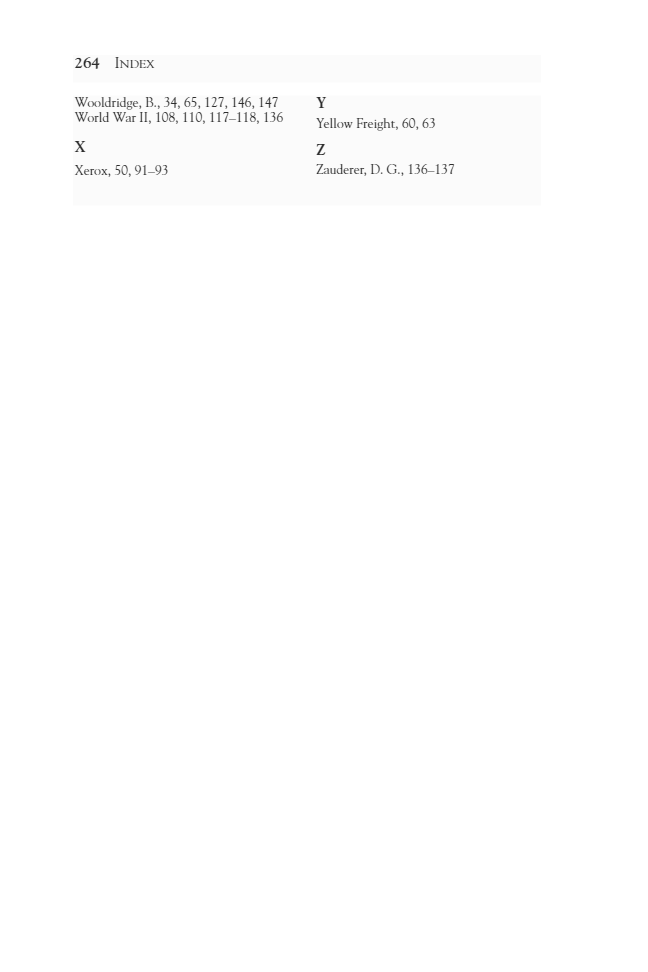 264 INDEX
Wooldridge, B., 34, 65, 127, 146, 147
World War II, 108, 110, 117–118, 136
X
Xerox, 50, 91–93
Y
Yellow Freight, 60, 63
Z
Zauderer, D. G., 136–137